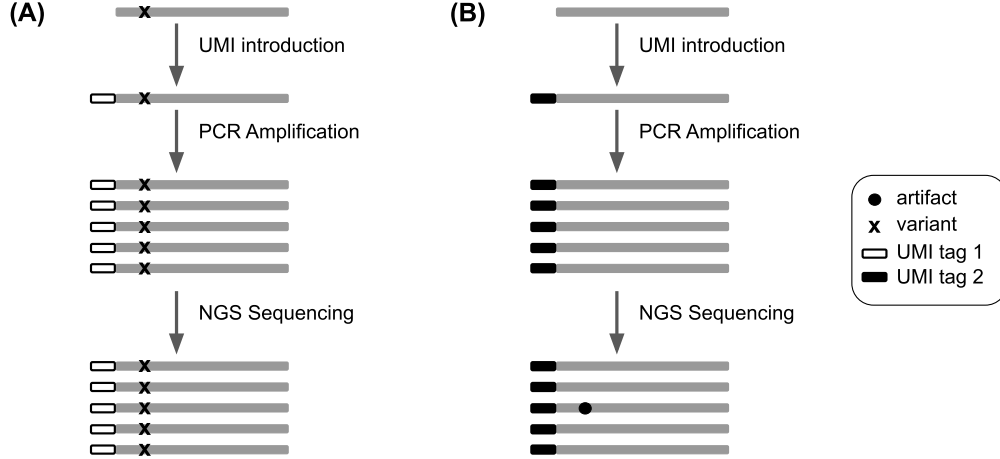 (A)
UMI introduction
PCR Amplification
NGS Sequencing
(B)
UMI introduction
PCR Amplification
NGS Sequencing
artifact
x variant
UMI tag 1
UMI tag 2